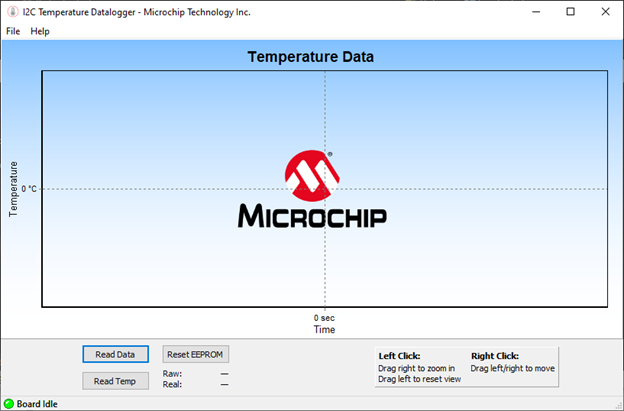 I2C Temperature Datalogger - Microchip Technology Inc.
File Help
Temperature Data
Temperature
0 °C
MICROCHIP
®
0 sec
Time
Read Data
Reset EEPROM
Read Temp
Raw: —
Real: —
Left Click:
Drag right to zoom in
Drag left to reset view
Right Click:
Drag left/right to move
Board Idle